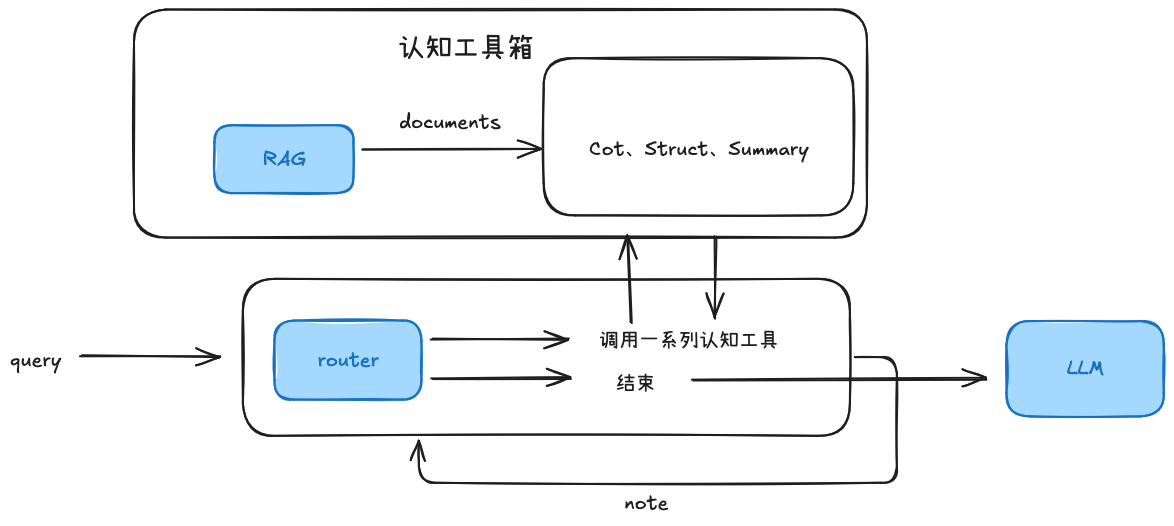 认知工具箱
documents
RAG
Cot、Struct、Summary
调用一系列认知工具
query
router
结束
LLM
note